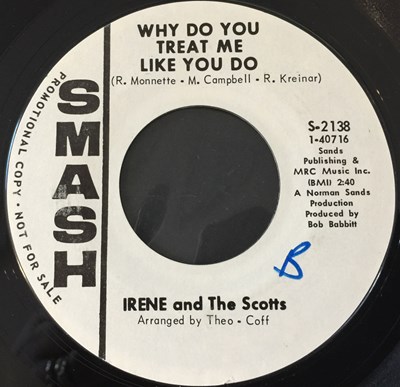 WHY DO YOU
TREAT ME
LIKE YOU DO
(R. Monnette - M. Campbell - R. Kreinar)
SMASH
PROMOTIONAL COPY • NOT FOR SALE
S-2138
1-40716
Sands
Publishing &
MRC Music Inc.
(BMI) 2:40
A Norman Sands
Production
Produced by
Bob Babbitt
B
IRENE and The Scotts
Arranged by Theo - Coff